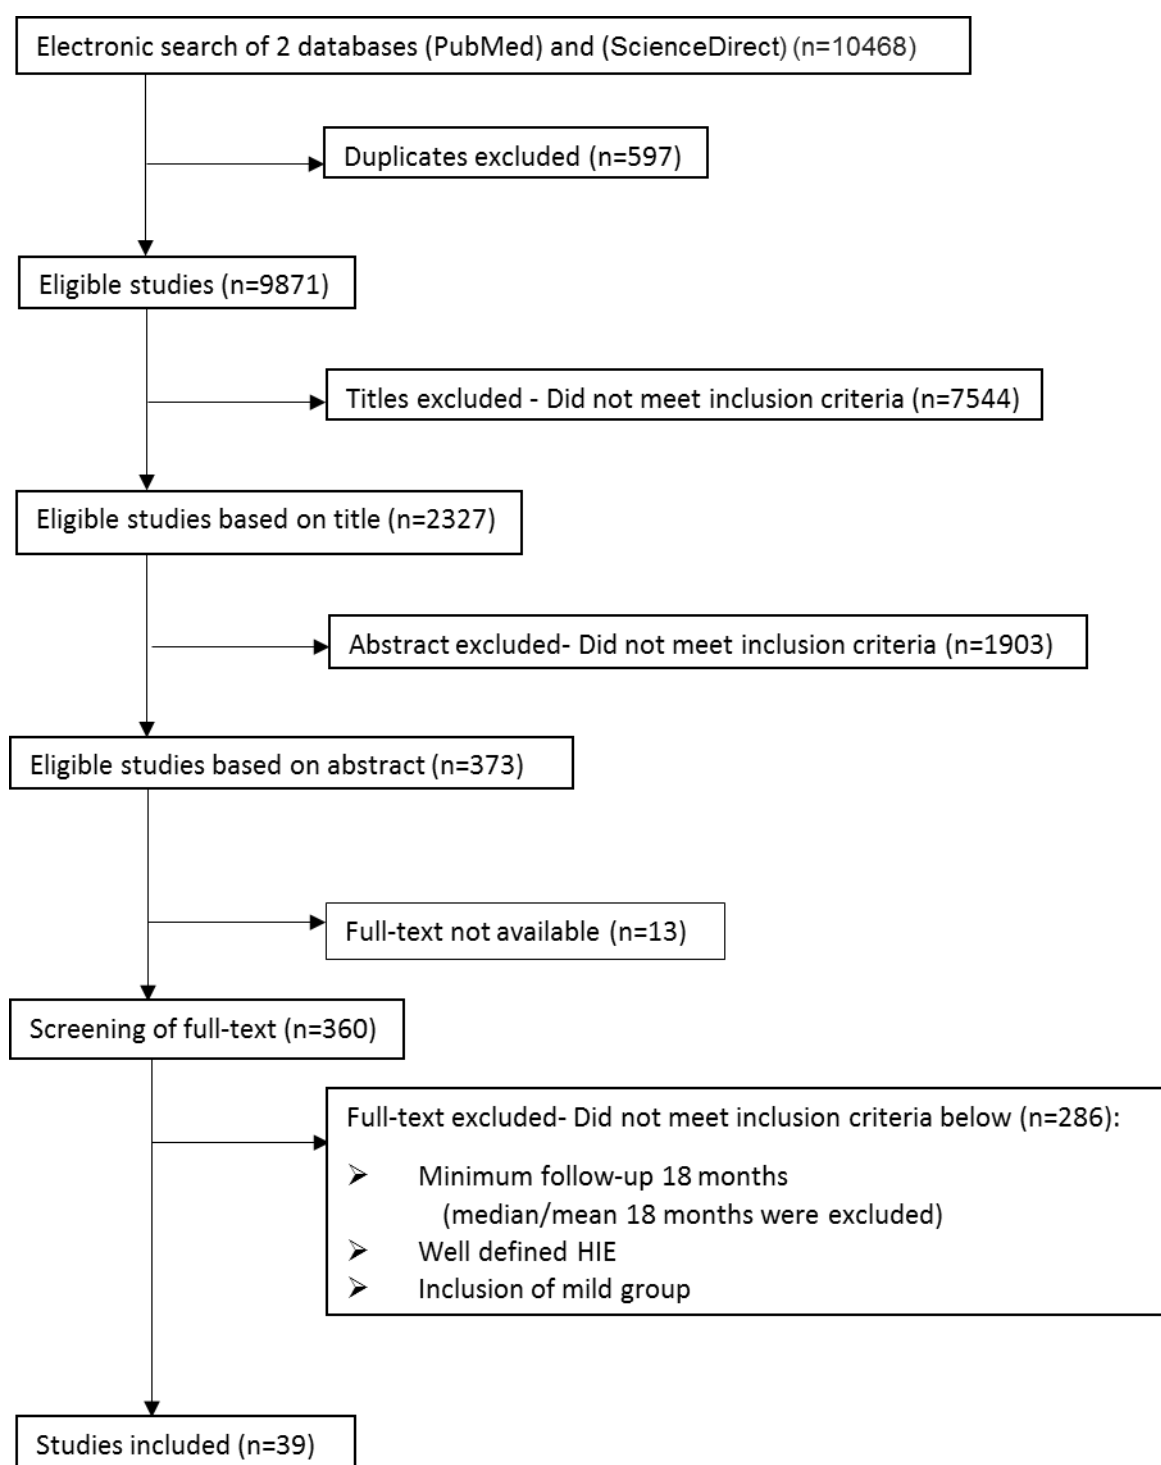 Electronic search of 2 databases (PubMed) and (ScienceDirect) (n=10468)
Duplicates excluded (n=597)
Eligible studies (n=9871)
Titles excluded - Did not meet inclusion criteria (n=7544)
Eligible studies based on title (n=2327)
Abstract excluded- Did not meet inclusion criteria (n=1903)
Eligible studies based on abstract (n=373)
Full-text not available (n=13)
Screening of full-text (n=360)
Full-text excluded- Did not meet inclusion criteria below (n=286):
➢ Minimum follow-up 18 months
(median/mean 18 months were excluded)
➢ Well defined HIE
➢ Inclusion of mild group
Studies included (n=39)